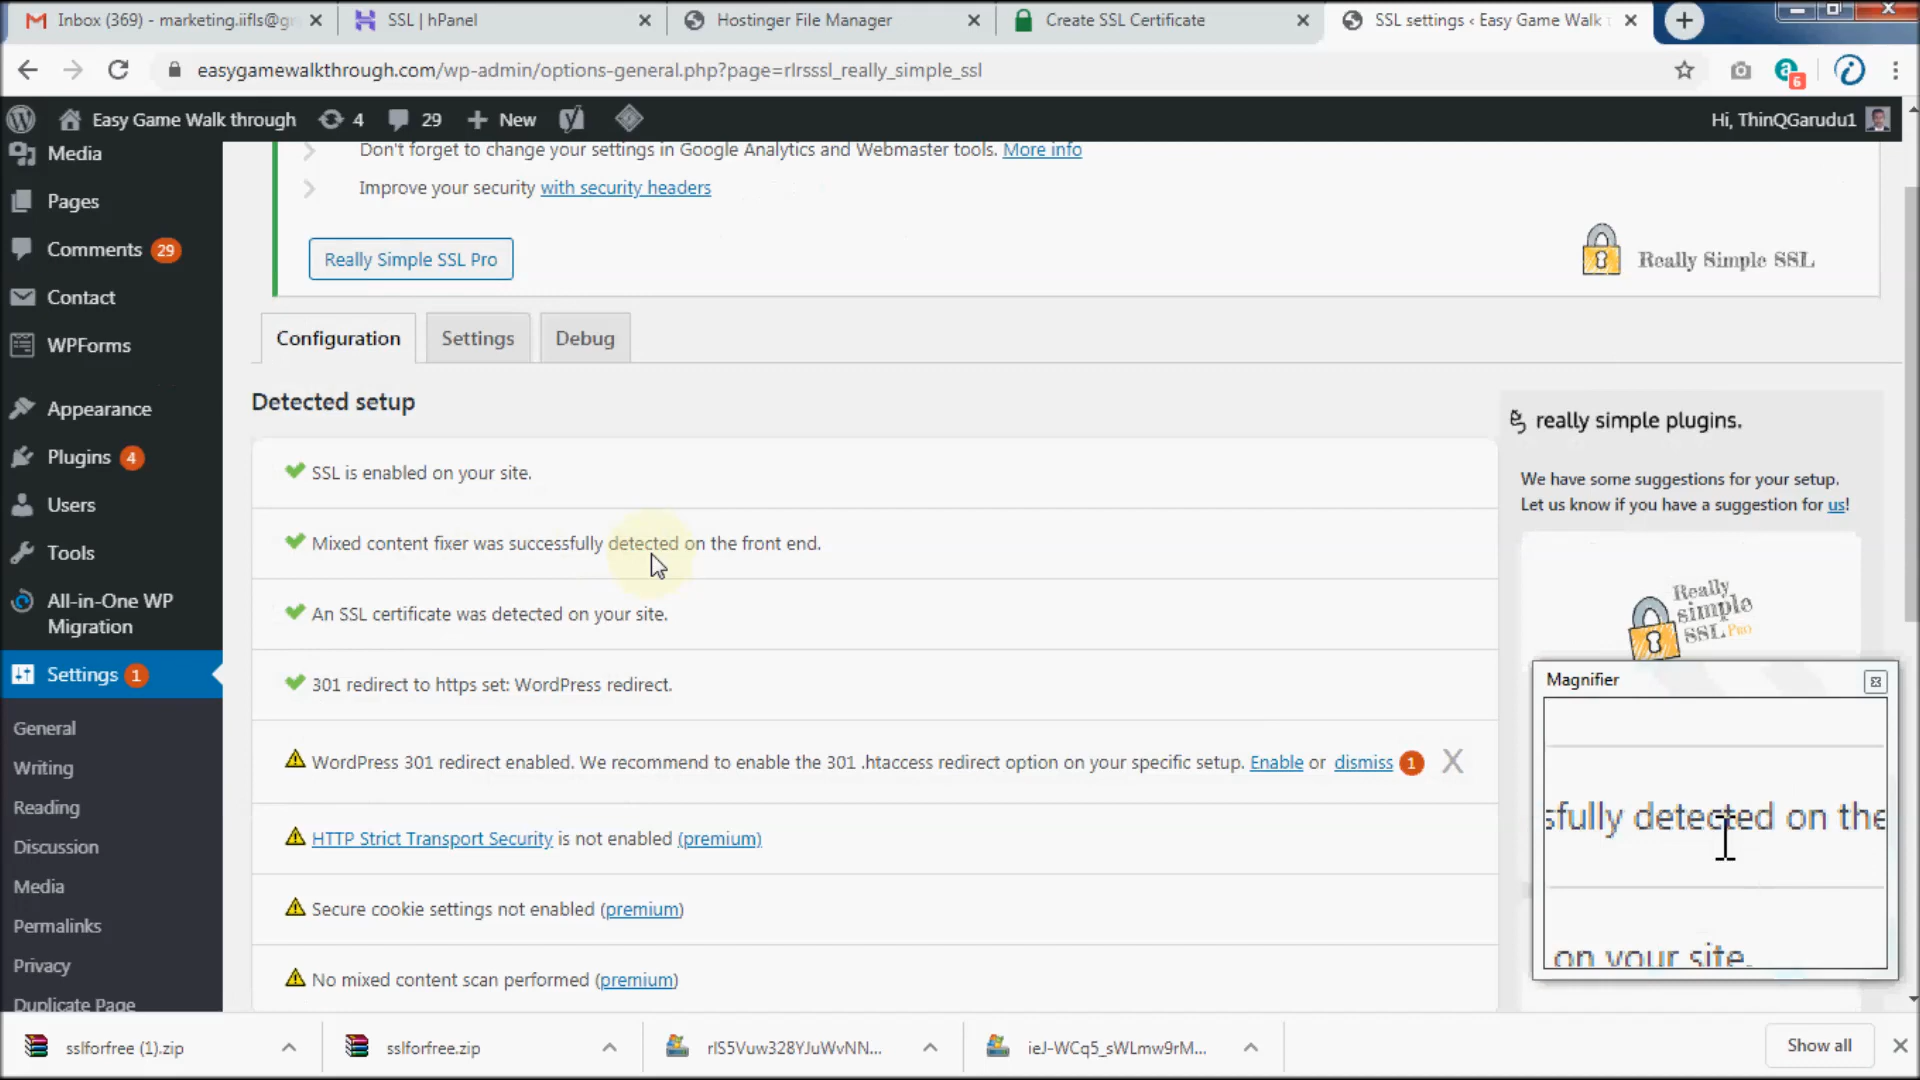 Inbox (369) - marketing.iifls@g
SSL | hPanel
Hostinger File Manager
Create SSL Certificate
SSL settings ‹ Easy Game Walk
easygamewalkthrough.com/wp-admin/options-general.php?page=rlrsssl_really_simple_ssl
6
Easy Game Walk through
4
29
New
Hi, ThinQGarudu1
Media
Pages
Comments 29
Contact
WPForms
Appearance
Plugins 4
Users
Tools
All-in-One WP
Migration
Settings 1
General
Writing
Reading
Discussion
Media
Permalinks
Privacy
Duplicate Page
Don't forget to change your settings in Google Analytics and Webmaster tools. More info
Improve your security with security headers
Really Simple SSL Pro
Really Simple SSL
Configuration
Settings
Debug
Detected setup
SSL is enabled on your site.
Mixed content fixer was successfully detected on the front end.
An SSL certificate was detected on your site.
301 redirect to https set: WordPress redirect.
WordPress 301 redirect enabled. We recommend to enable the 301 .htaccess redirect option on your specific setup. Enable or dismiss 1 X
HTTP Strict Transport Security is not enabled (premium)
Secure cookie settings not enabled (premium)
No mixed content scan performed (premium)
really simple plugins.
We have some suggestions for your setup.
Let us know if you have a suggestion for us!
Really
simple
SSL Pro
Magnifier
sfully detected on the
on your site.
sslforfree (1).zip
sslforfree.zip
rlS5Vuw328YJuWvNN...
ieJ-WCq5_sWLmw9rM...
Show all